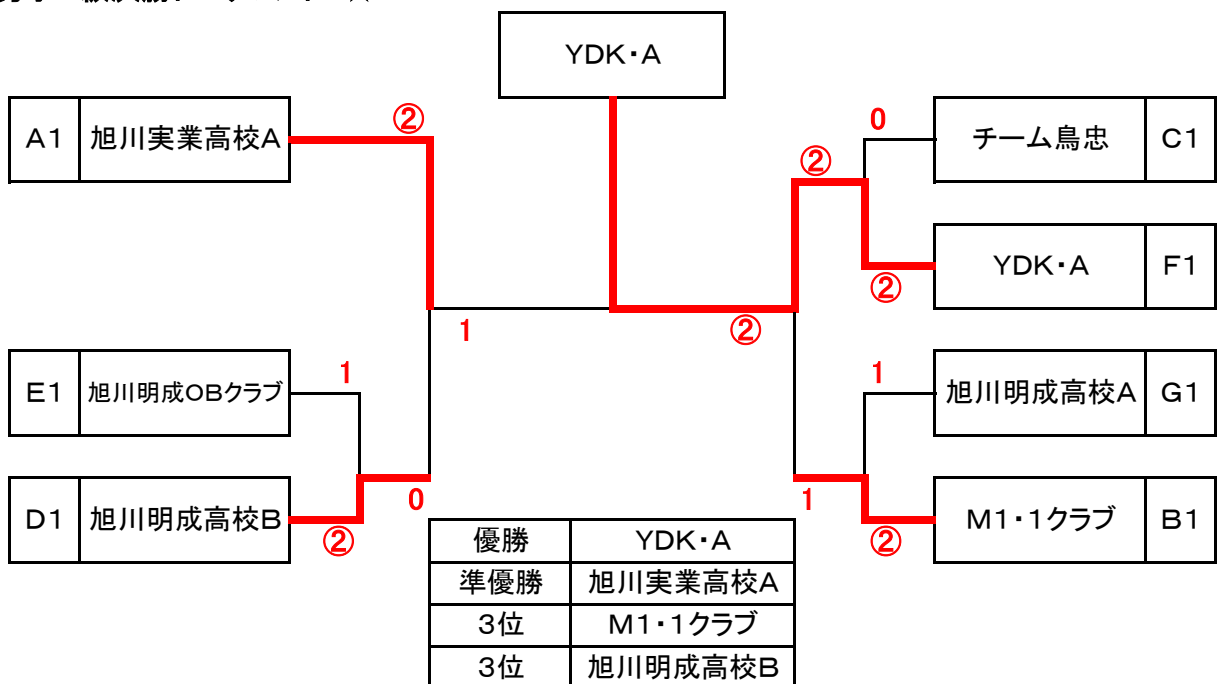 YDK・A
②
0
A1 旭川実業高校A
チーム鳥忠 C1
②
YDK・A F1
②
1
②
1
1
E1 旭川明成OBクラブ
旭川明成高校A G1
0
1
D1 旭川明成高校B
②
②
M1・1クラブ B1
優勝 YDK・A
準優勝 旭川実業高校A
3位 M1・1クラブ
3位 旭川明成高校B